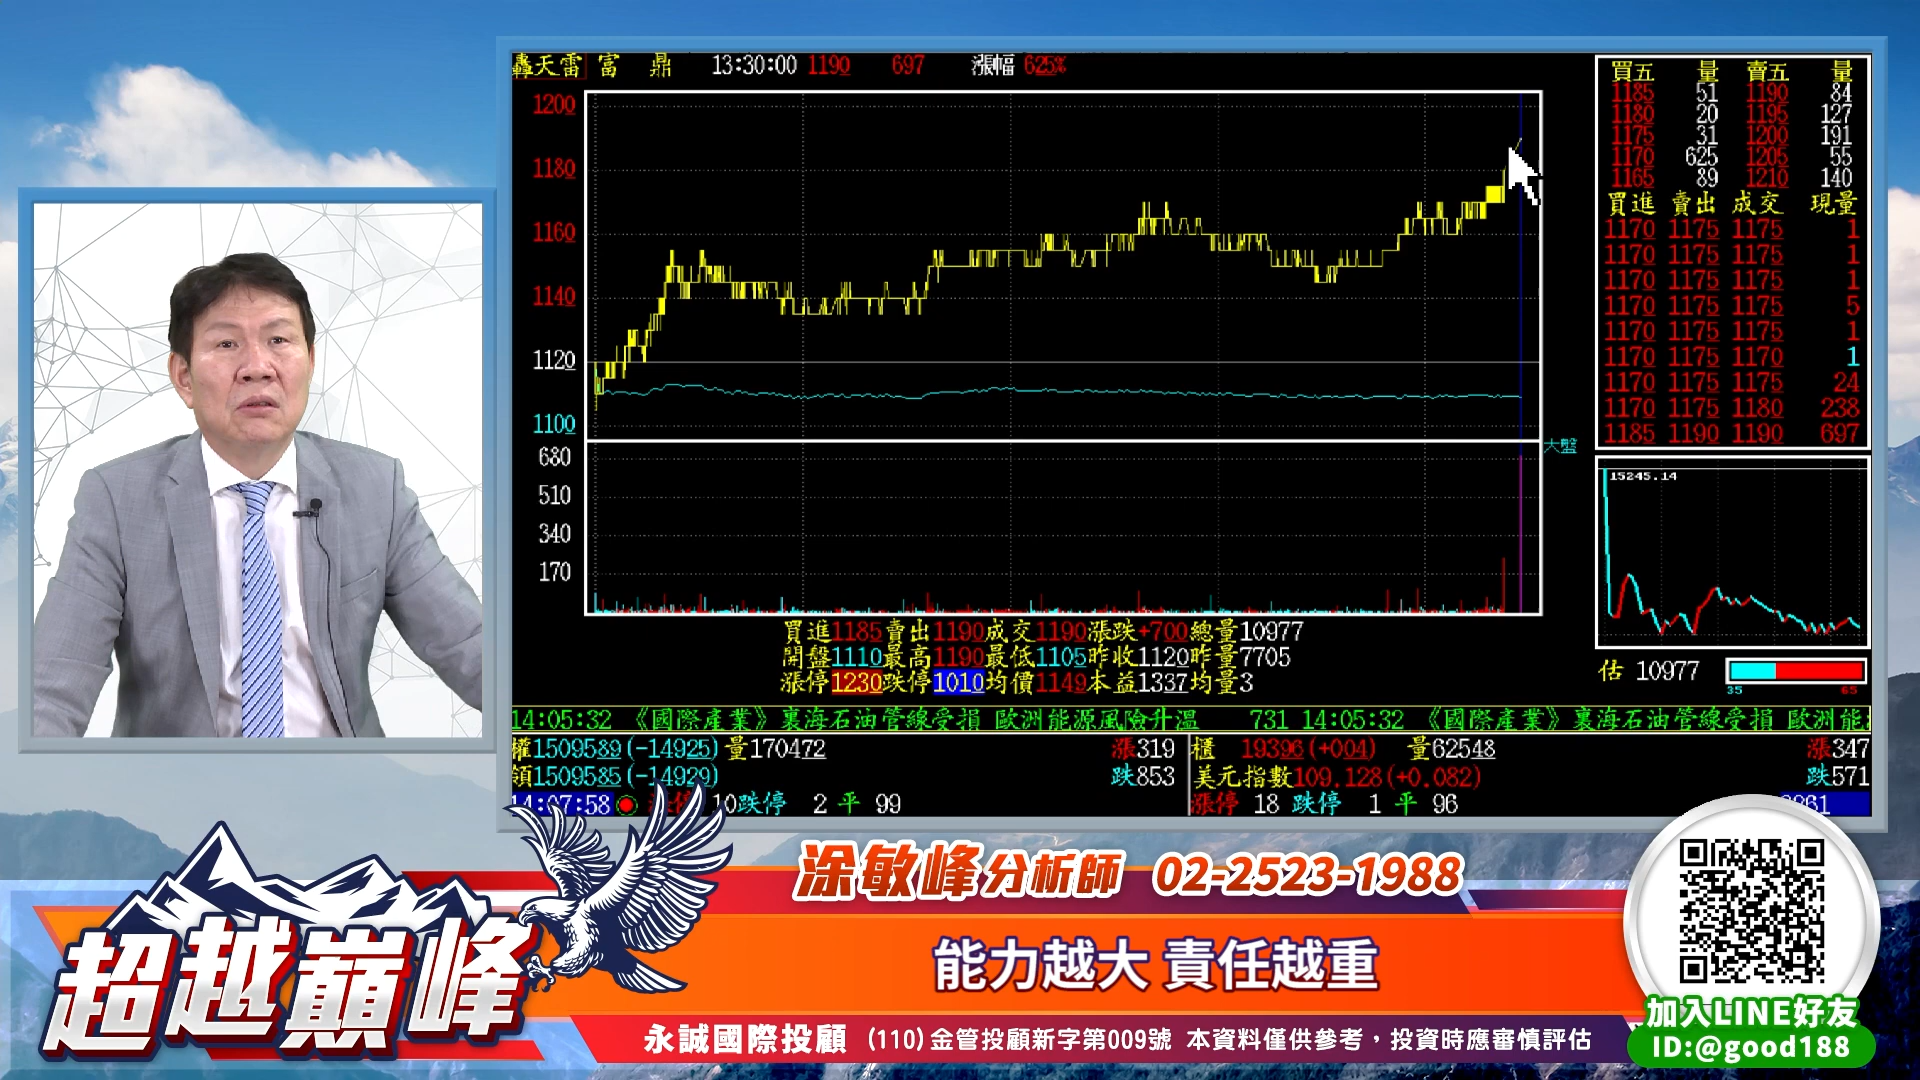 轟天雷 富 鼎 13:30:00 1190 697 漲幅 625%
1200
1180
1160
1140
1120
1100
680
510
340
170
大盤
買五 量 賣五 量
1185 51 1190 84
1180 20 1195 127
1175 31 1200 191
1170 625 1205 55
1165 89 1210 140
買進 賣出 成交 現量
1170 1175 1175 1
1170 1175 1175 1
1170 1175 1175 1
1170 1175 1175 5
1170 1175 1175 1
1170 1175 1170 1
1170 1175 1175 24
1170 1175 1180 238
1185 1190 1190 697
15245.14
估 10977
35 65
買進1185賣出1190成交1190漲跌+700總量10977
開盤1110最高1190最低1105昨收1120昨量7705
漲停1230跌停1010均價1149本益1337均量3
14:05:32 《國際產業》裏海石油管線受損 歐洲能源風險升溫 731 14:05:32 《國際產業》裏海石油管線受損 歐洲能
權1509589(-14925)量170472 漲319
領1509585(-14929) 跌853
14:07:58 10跌停 2 平 99
櫃 19396(+004) 量62548 漲347
美元指數109.128(+0.082) 跌571
漲停 18 跌停 1 平 96
涂敏峰分析師 02-2523-1988
超越巔峰
能力越大 責任越重
永誠國際投顧 (110)金管投顧新字第009號 本資料僅供參考，投資時應審慎評估
加入LINE好友
ID:@good188